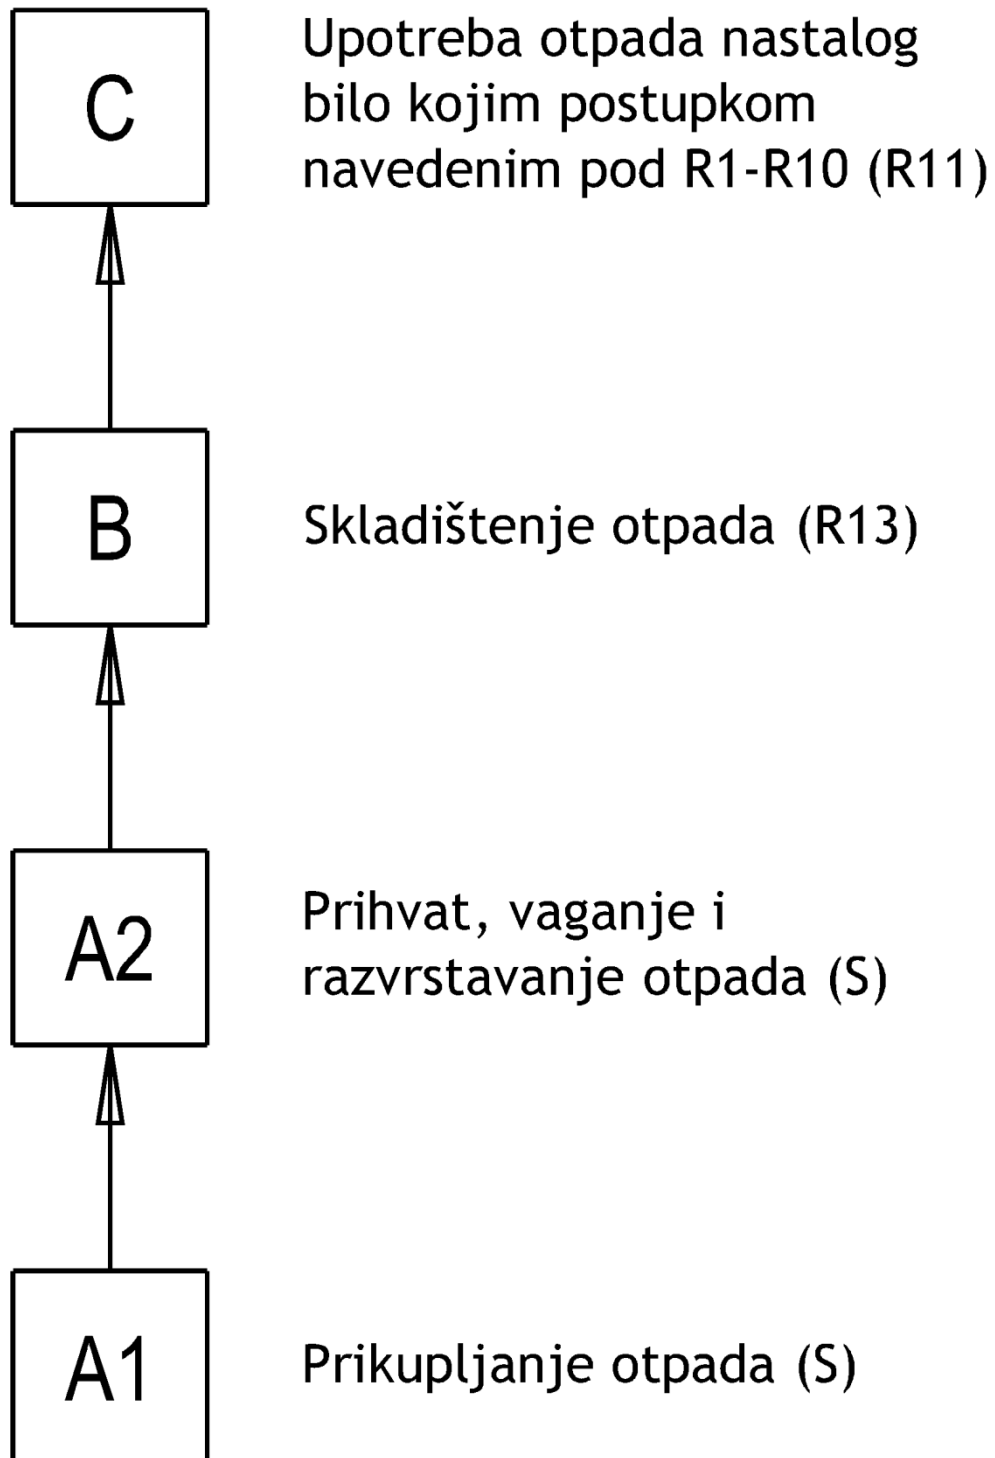 C
Upotreba otpada nastalog
bilo kojim postupkom
navedenim pod R1-R10 (R11)
B
Skladištenje otpada (R13)
A2
Prihvat, vaganje i
razvrstavanje otpada (S)
A1
Prikupljanje otpada (S)